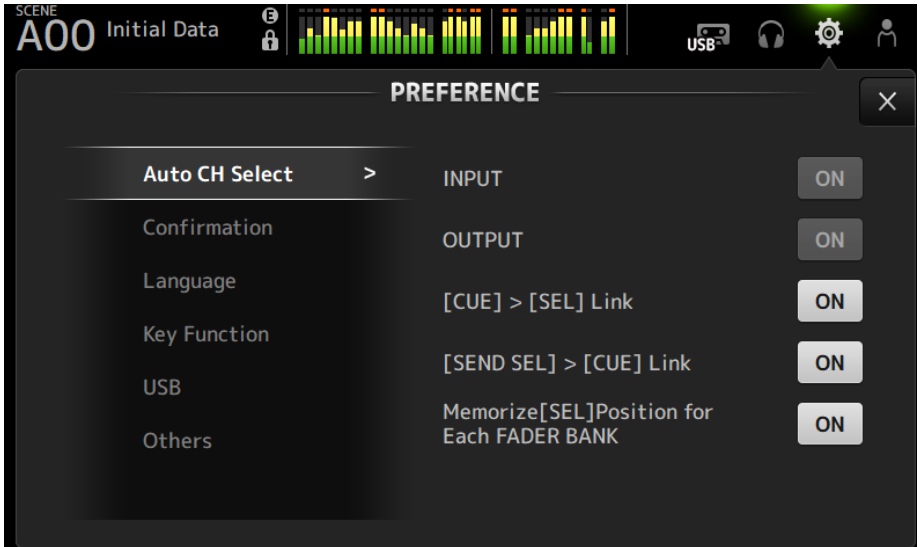 SCENE
A00 Initial Data
E
USB
PREFERENCE
Auto CH Select >
Confirmation
Language
Key Function
USB
Others
INPUT ON
OUTPUT ON
[CUE] > [SEL] Link ON
[SEND SEL] > [CUE] Link ON
Memorize[SEL]Position for
Each FADER BANK ON